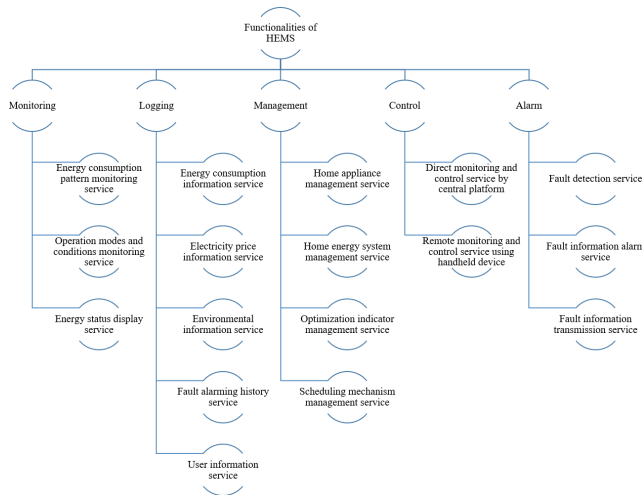 Functionalities of
HEMS
Monitoring
Logging
Management
Control
Alarm
Energy consumption
pattern monitoring
service
Operation modes and
conditions monitoring
service
Energy status display
service
Energy consumption
information service
Electricity price
information service
Environmental
information service
Fault alarming history
service
User information
service
Home appliance
management service
Home energy system
management service
Optimization indicator
management service
Scheduling mechanism
management service
Direct monitoring and
control service by
central platform
Remote monitoring and
control service using
handheld device
Fault detection service
Fault information alarm
service
Fault information
transmission service